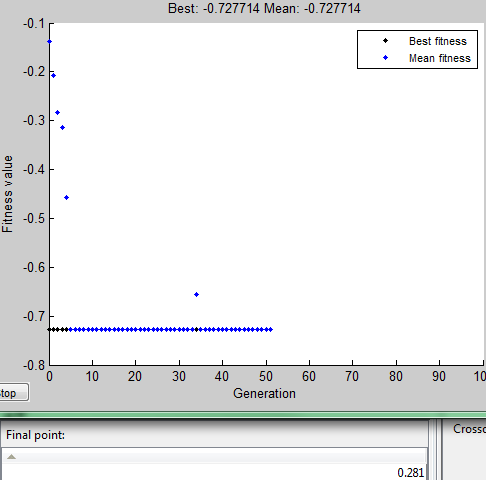 Best: -0.727714 Mean: -0.727714
Best fitness
Mean fitness
-0.1
-0.2
-0.3
-0.4
-0.5
-0.6
-0.7
-0.8
Fitness value
0 10 20 30 40 50 60 70 80 90 100
Generation
Final point:
0.281